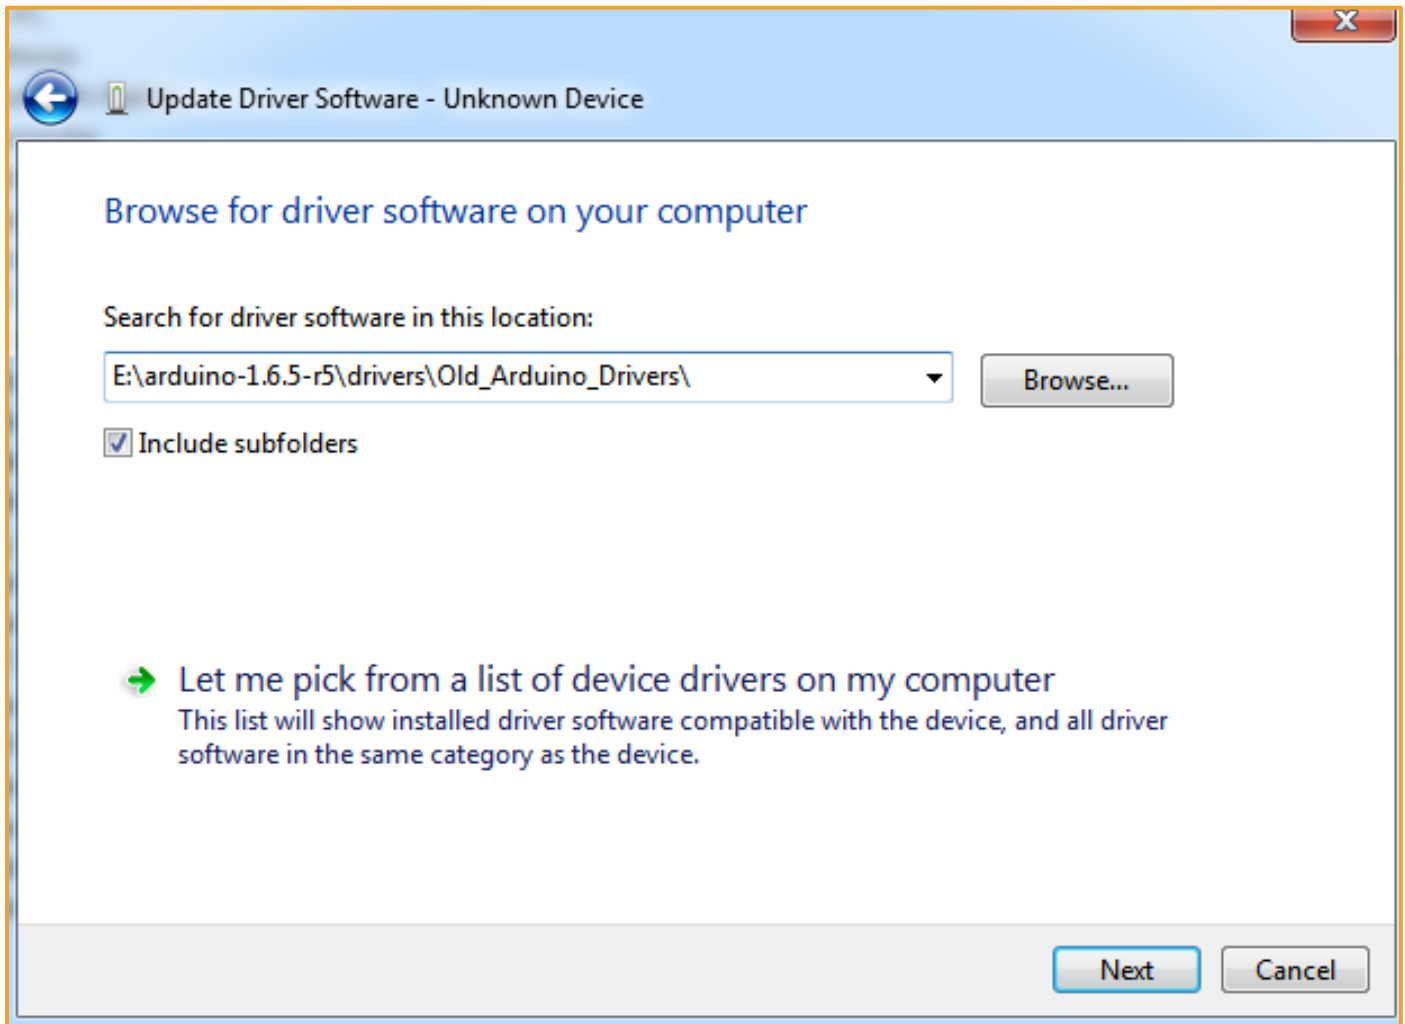 Update Driver Software - Unknown Device
Browse for driver software on your computer
Search for driver software in this location:
E:\arduino-1.6.5-r5\drivers\Old_Arduino_Drivers\
Browse...
Include subfolders
Let me pick from a list of device drivers on my computer
This list will show installed driver software compatible with the device, and all driver
software in the same category as the device.
Next
Cancel